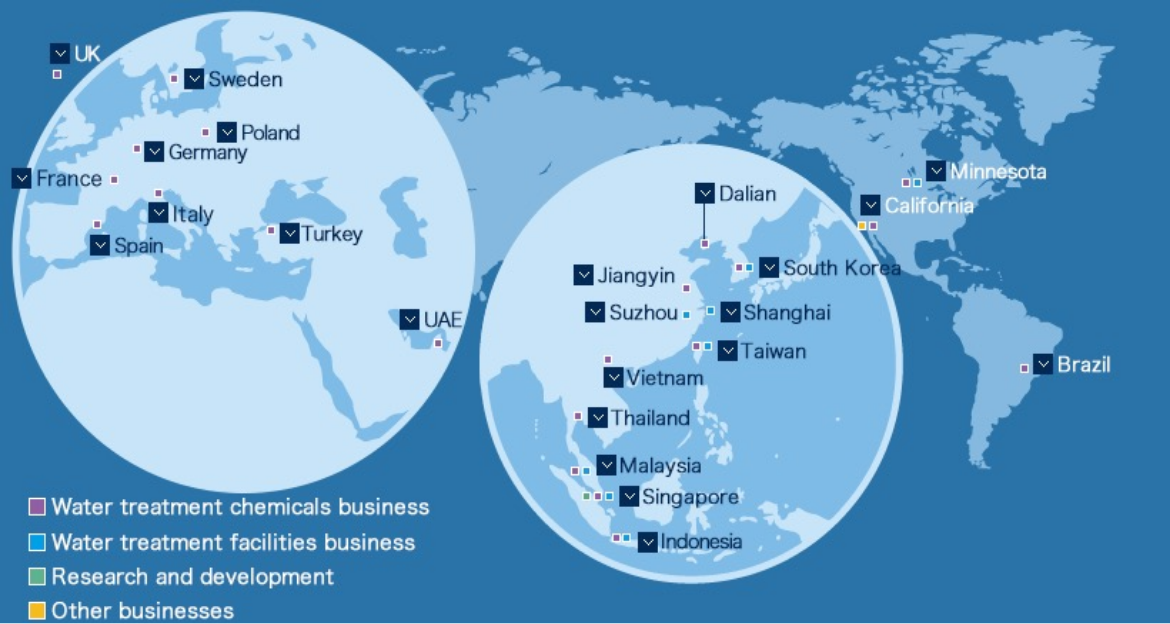 UK
Sweden
Poland
Germany
France
Italy
Spain
Turkey
UAE
Dalian
Jiangyin
South Korea
Suzhou
Shanghai
Taiwan
Vietnam
Thailand
Malaysia
Singapore
Indonesia
Minnesota
California
Brazil
Water treatment chemicals business
Water treatment facilities business
Research and development
Other businesses